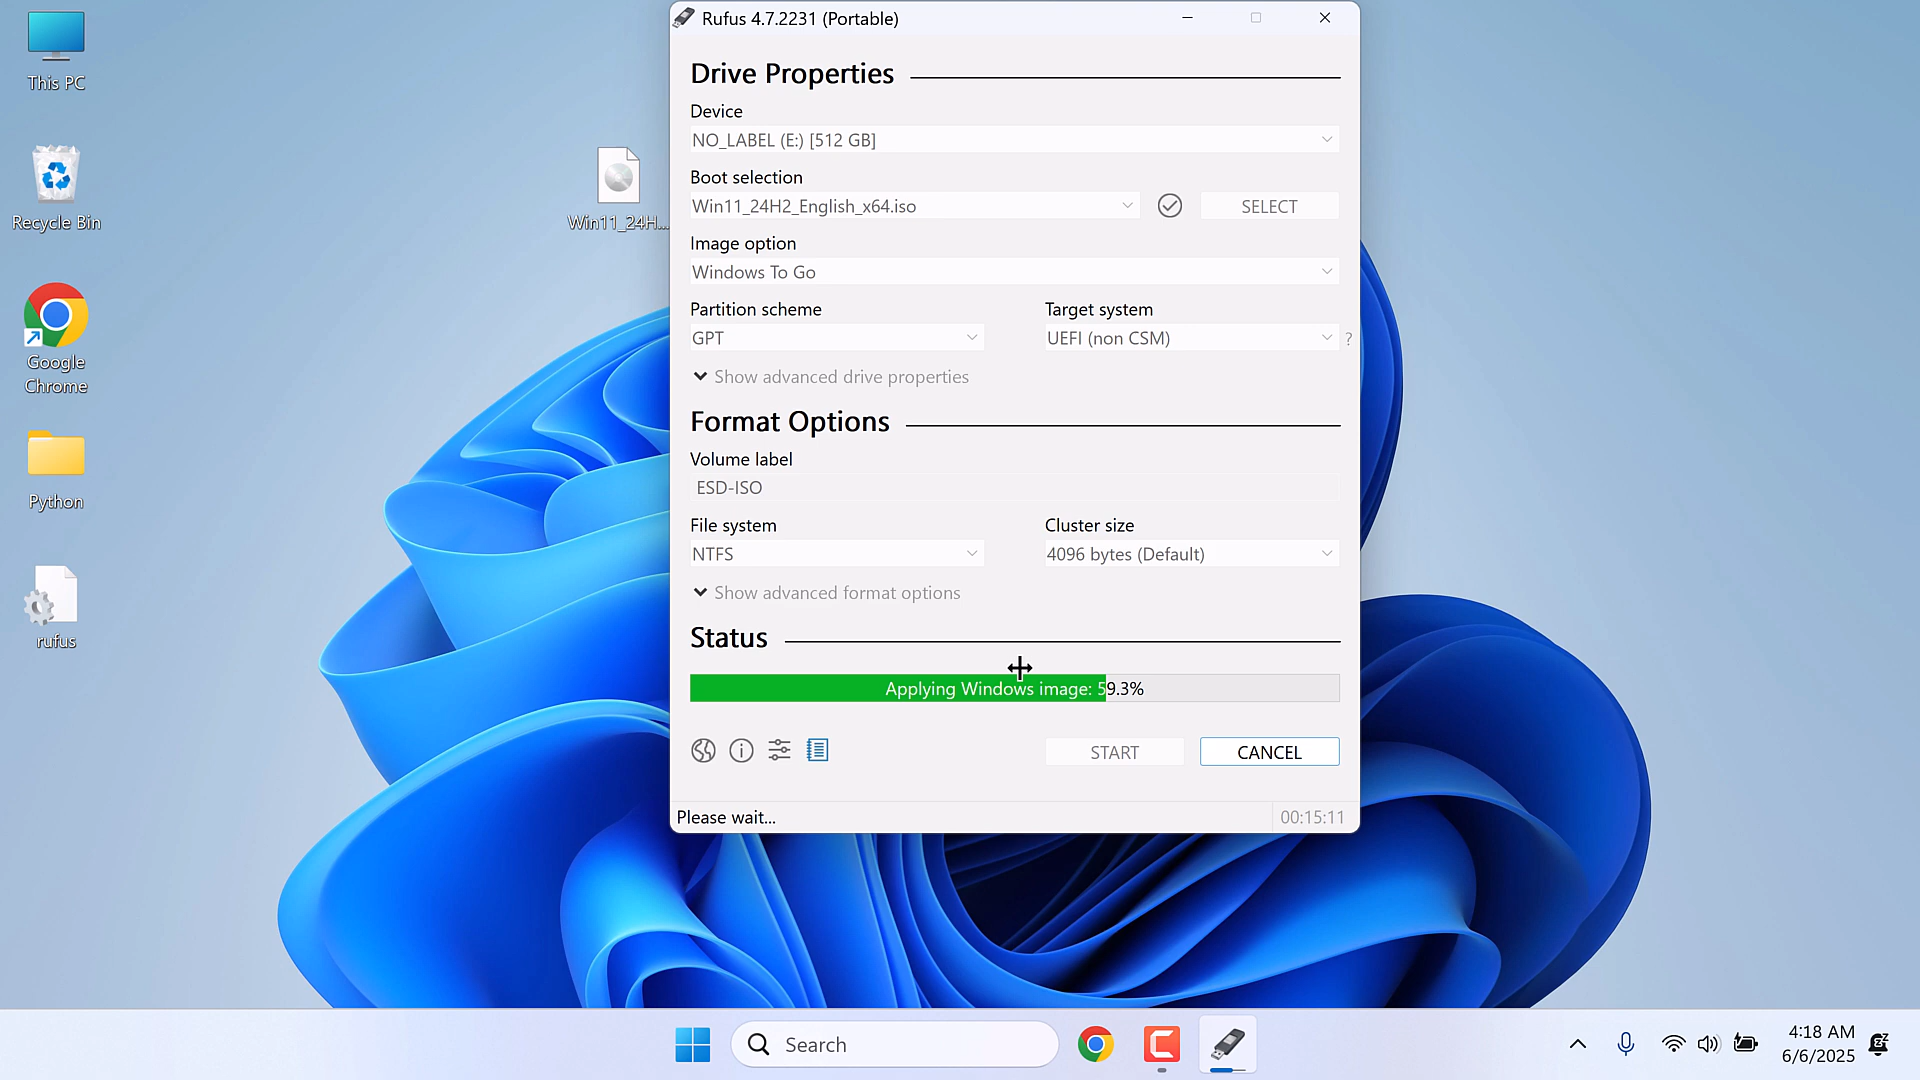 This PC
Recycle Bin
Google
Chrome
Python
rufus
Win11_24H...
Rufus 4.7.2231 (Portable)
Drive Properties
Device
NO_LABEL (E:) [512 GB]
Boot selection
Win11_24H2_English_x64.iso
SELECT
Image option
Windows To Go
Partition scheme
Target system
GPT
UEFI (non CSM)
?
Show advanced drive properties
Format Options
Volume label
ESD-ISO
File system
Cluster size
NTFS
4096 bytes (Default)
Show advanced format options
Status
Applying Windows image: 59.3%
START
CANCEL
Please wait...
00:15:11
Search
4:18 AM
6/6/2025